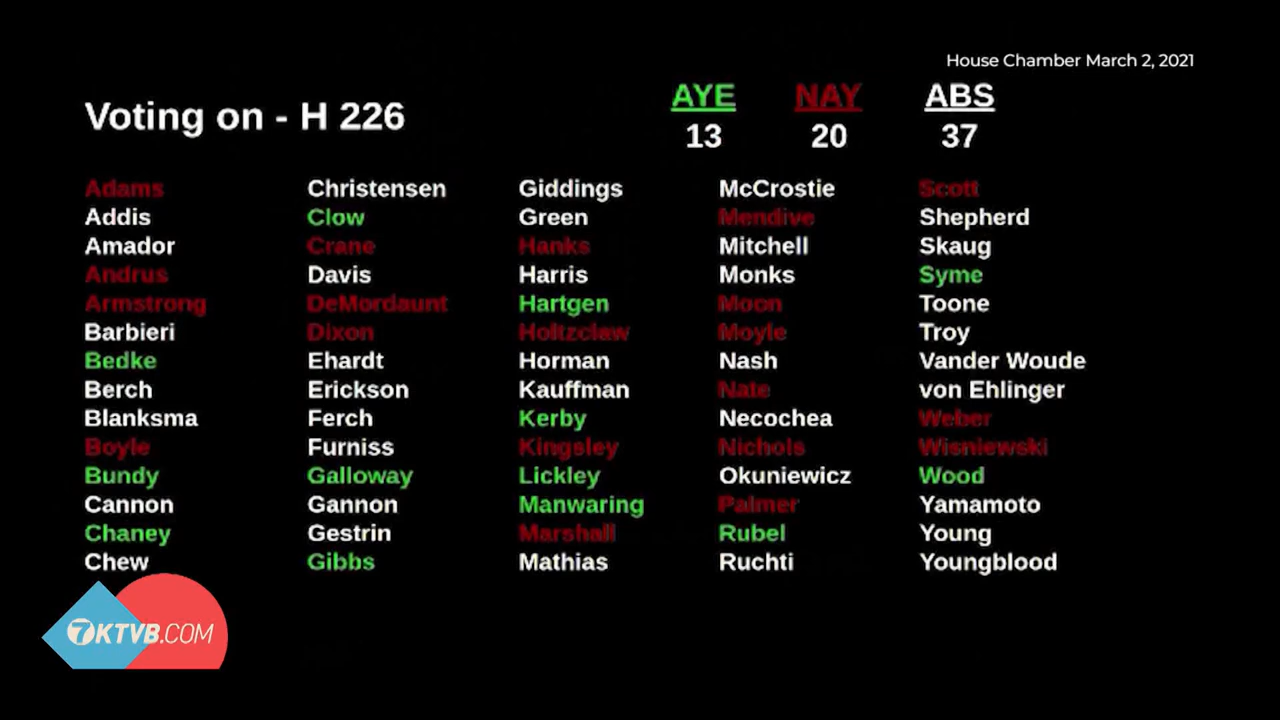 House Chamber March 2, 2021
Voting on - H 226
AYE NAY ABS
13 20 37
Adams Christensen Giddings McCrostie Scott
Addis Clow Green Mendive Shepherd
Amador Crane Hanks Mitchell Skaug
Andrus Davis Harris Monks Syme
Armstrong DeMordaunt Hartgen Moon Toone
Barbieri Dixon Holtzclaw Moyle Troy
Bedke Ehardt Horman Nash Vander Woude
Berch Erickson Kauffman Nate von Ehlinger
Blanksma Ferch Kerby Necochea Weber
Boyle Furniss Kingsley Nichols Wisniewski
Bundy Galloway Lickley Okuniewicz Wood
Cannon Gannon Manwaring Palmer Yamamoto
Chaney Gestrin Marshall Rubel Young
Chew Gibbs Mathias Ruchti Youngblood
7KTVB.COM